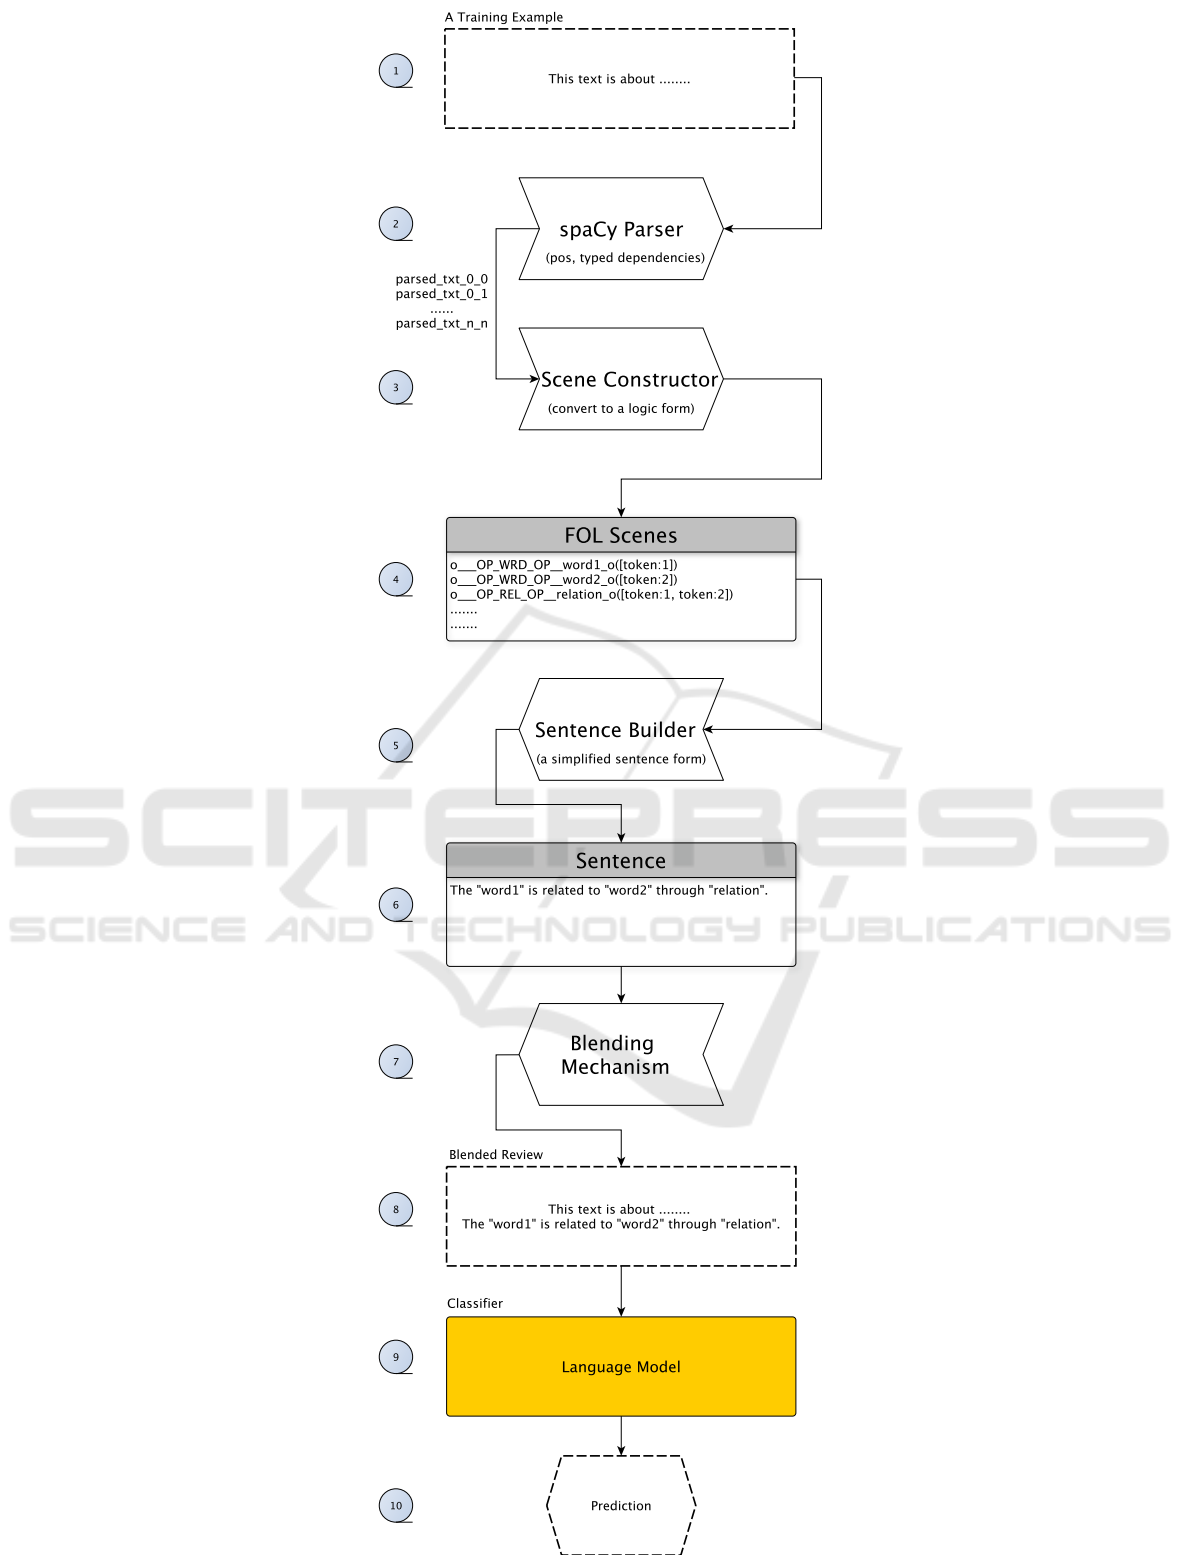 A Training Example
1
This text is about ........
2
spaCy Parser
(pos, typed dependencies)
parsed_txt_0_0
parsed_txt_0_1
......
parsed_txt_n_n
3
Scene Constructor
(convert to a logic form)
FOL Scenes
4
o___OP_WRD_OP__word1_o([token:1])
o___OP_WRD_OP__word2_o([token:2])
o___OP_REL_OP__relation_o([token:1, token:2])
.......
.......
5
Sentence Builder
(a simplified sentence form)
SCITEPRESS
Sentence
6
The "word1" is related to "word2" through "relation".
SCIENCE AND TECHNOLOGY PUBLICATIONS
7
Blending
Mechanism
Blended Review
8
This text is about ........
The "word1" is related to "word2" through "relation".
Classifier
9
Language Model
10
Prediction